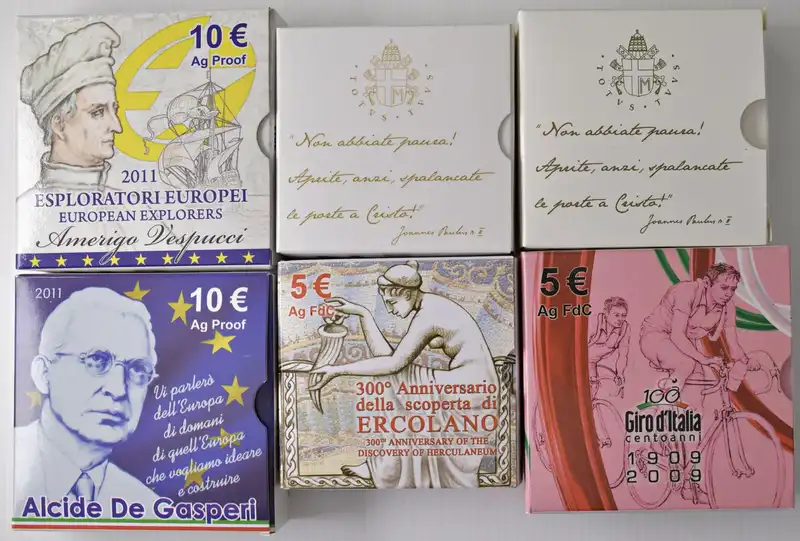 10 €
Ag Proof
2011
ESPLORATORI EUROPEI
EUROPEAN EXPLORERS
Amerigo Vespucci
TOTVS · TVVS
"Non abbiate paura!
Aprite, anzi, spalancate
le porte a Cristo!"
Joannes Paulus p. II
TOTVS · TVVS
"Non abbiate paura!
Aprite, anzi, spalancate
le porte a Cristo!"
Joannes Paulus p. II
2011
10 €
Ag Proof
Vi parlerò
dell'Europa
di domani
di quell'Europa
che vogliamo ideare
e costruire
Alcide De Gasperi
5 €
Ag FdC
300° Anniversario
della scoperta di
ERCOLANO
300TH ANNIVERSARY OF THE
DISCOVERY OF HERCULANEUM
5 €
Ag FdC
100
Giro d'Italia
centoanni
1909
2009